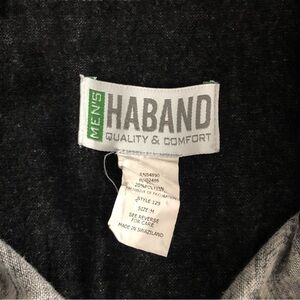 MEN'S
HABAND
QUALITY & COMFORT
STYLE 129
SIZE: M
SEE REVERSE
FOR CARE
MADE IN SWAZILAND